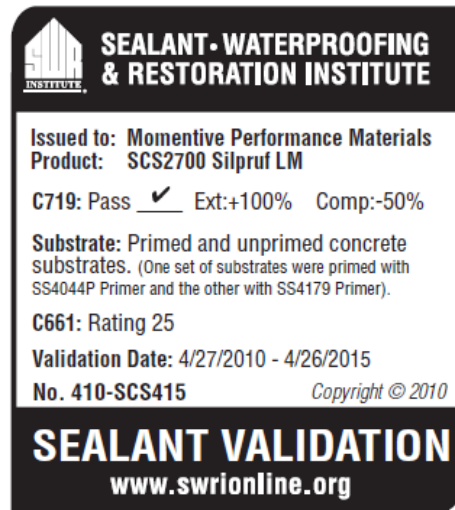 SWR
INSTITUTE
SEALANT • WATERPROOFING
& RESTORATION INSTITUTE
Issued to: Momentive Performance Materials
Product: SCS2700 Silpruf LM
C719: Pass ✔ Ext:+100% Comp:-50%
Substrate: Primed and unprimed concrete
substrates. (One set of substrates were primed with
SS4044P Primer and the other with SS4179 Primer).
C661: Rating 25
Validation Date: 4/27/2010 - 4/26/2015
No. 410-SCS415 Copyright © 2010
SEALANT VALIDATION
www.swrionline.org